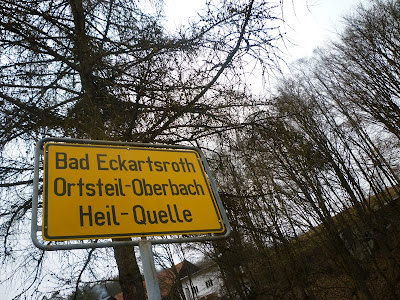 Bad Eckartsroth
Ortsteil-Oberbach
Heil-Quelle